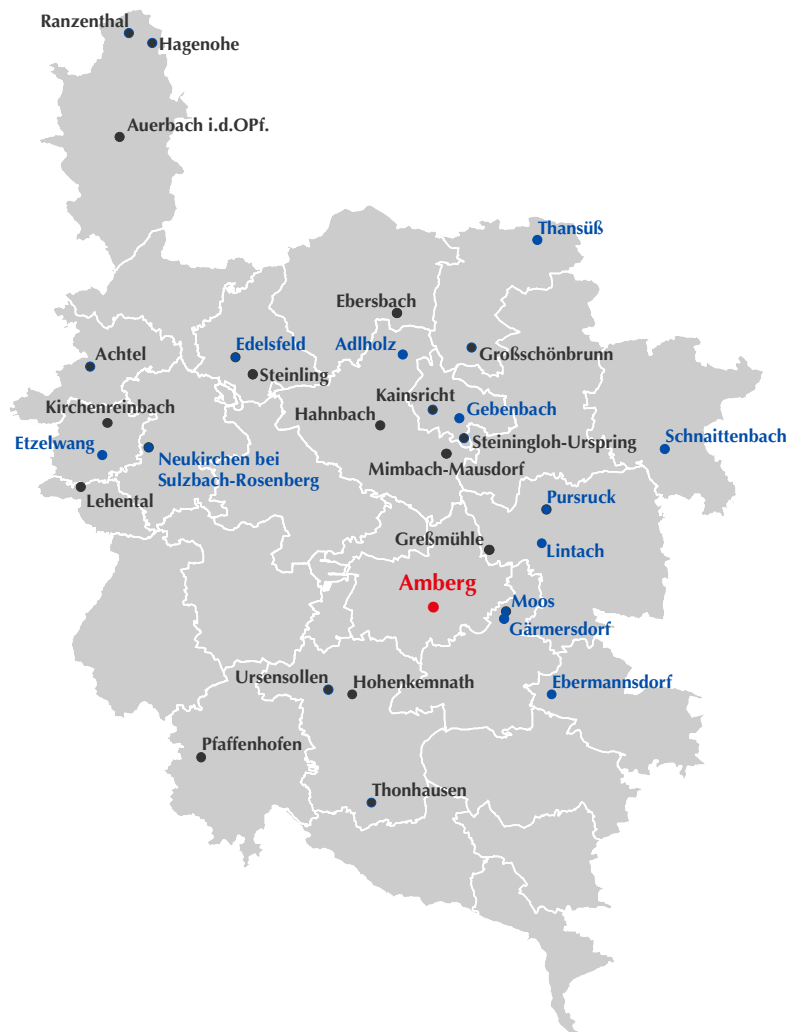 Ranzenthal
Hagenohe
Auerbach i.d.OPf.
Thansüß
Ebersbach
Edelsfeld
Adlholz
Großschönbrunn
Achtel
Steinling
Kainsricht
Kirchenreinbach
Hahnbach
Gebenbach
Etzelwang
Steiningloh-Urspring
Schnaittenbach
Neukirchen bei
Sulzbach-Rosenberg
Mimbach-Mausdorf
Lehental
Pursruck
Greßmühle
Lintach
Amberg
Moos
Gärmersdorf
Ursensollen
Hohenkemnath
Ebermannsdorf
Pfaffenhofen
Thonhausen